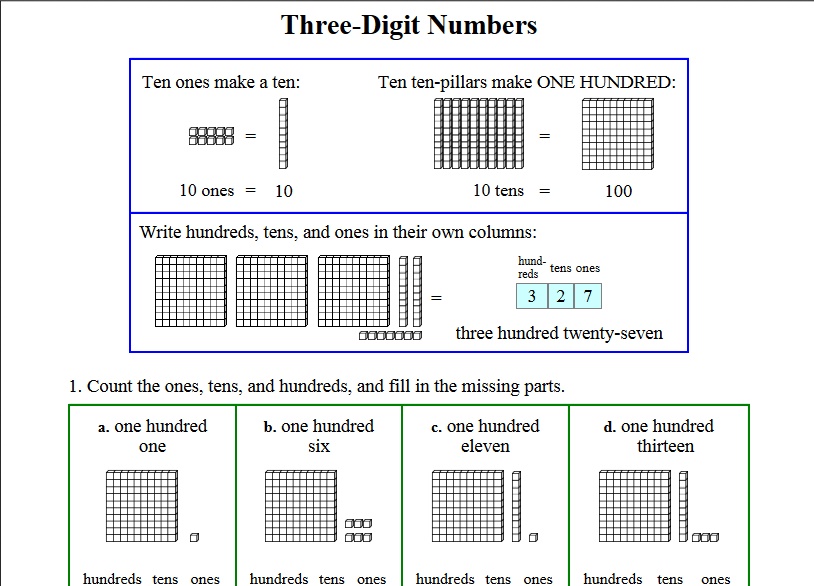 Three-Digit Numbers
Ten ones make a ten:
Ten ten-pillars make ONE HUNDRED:
= =
10 ones = 10
10 tens = 100
Write hundreds, tens, and ones in their own columns:
hund-
reds tens ones
= 3 2 7
three hundred twenty-seven
1. Count the ones, tens, and hundreds, and fill in the missing parts.
a. one hundred
one
b. one hundred
six
c. one hundred
eleven
d. one hundred
thirteen
hundreds tens ones
hundreds tens ones
hundreds tens ones
hundreds tens ones